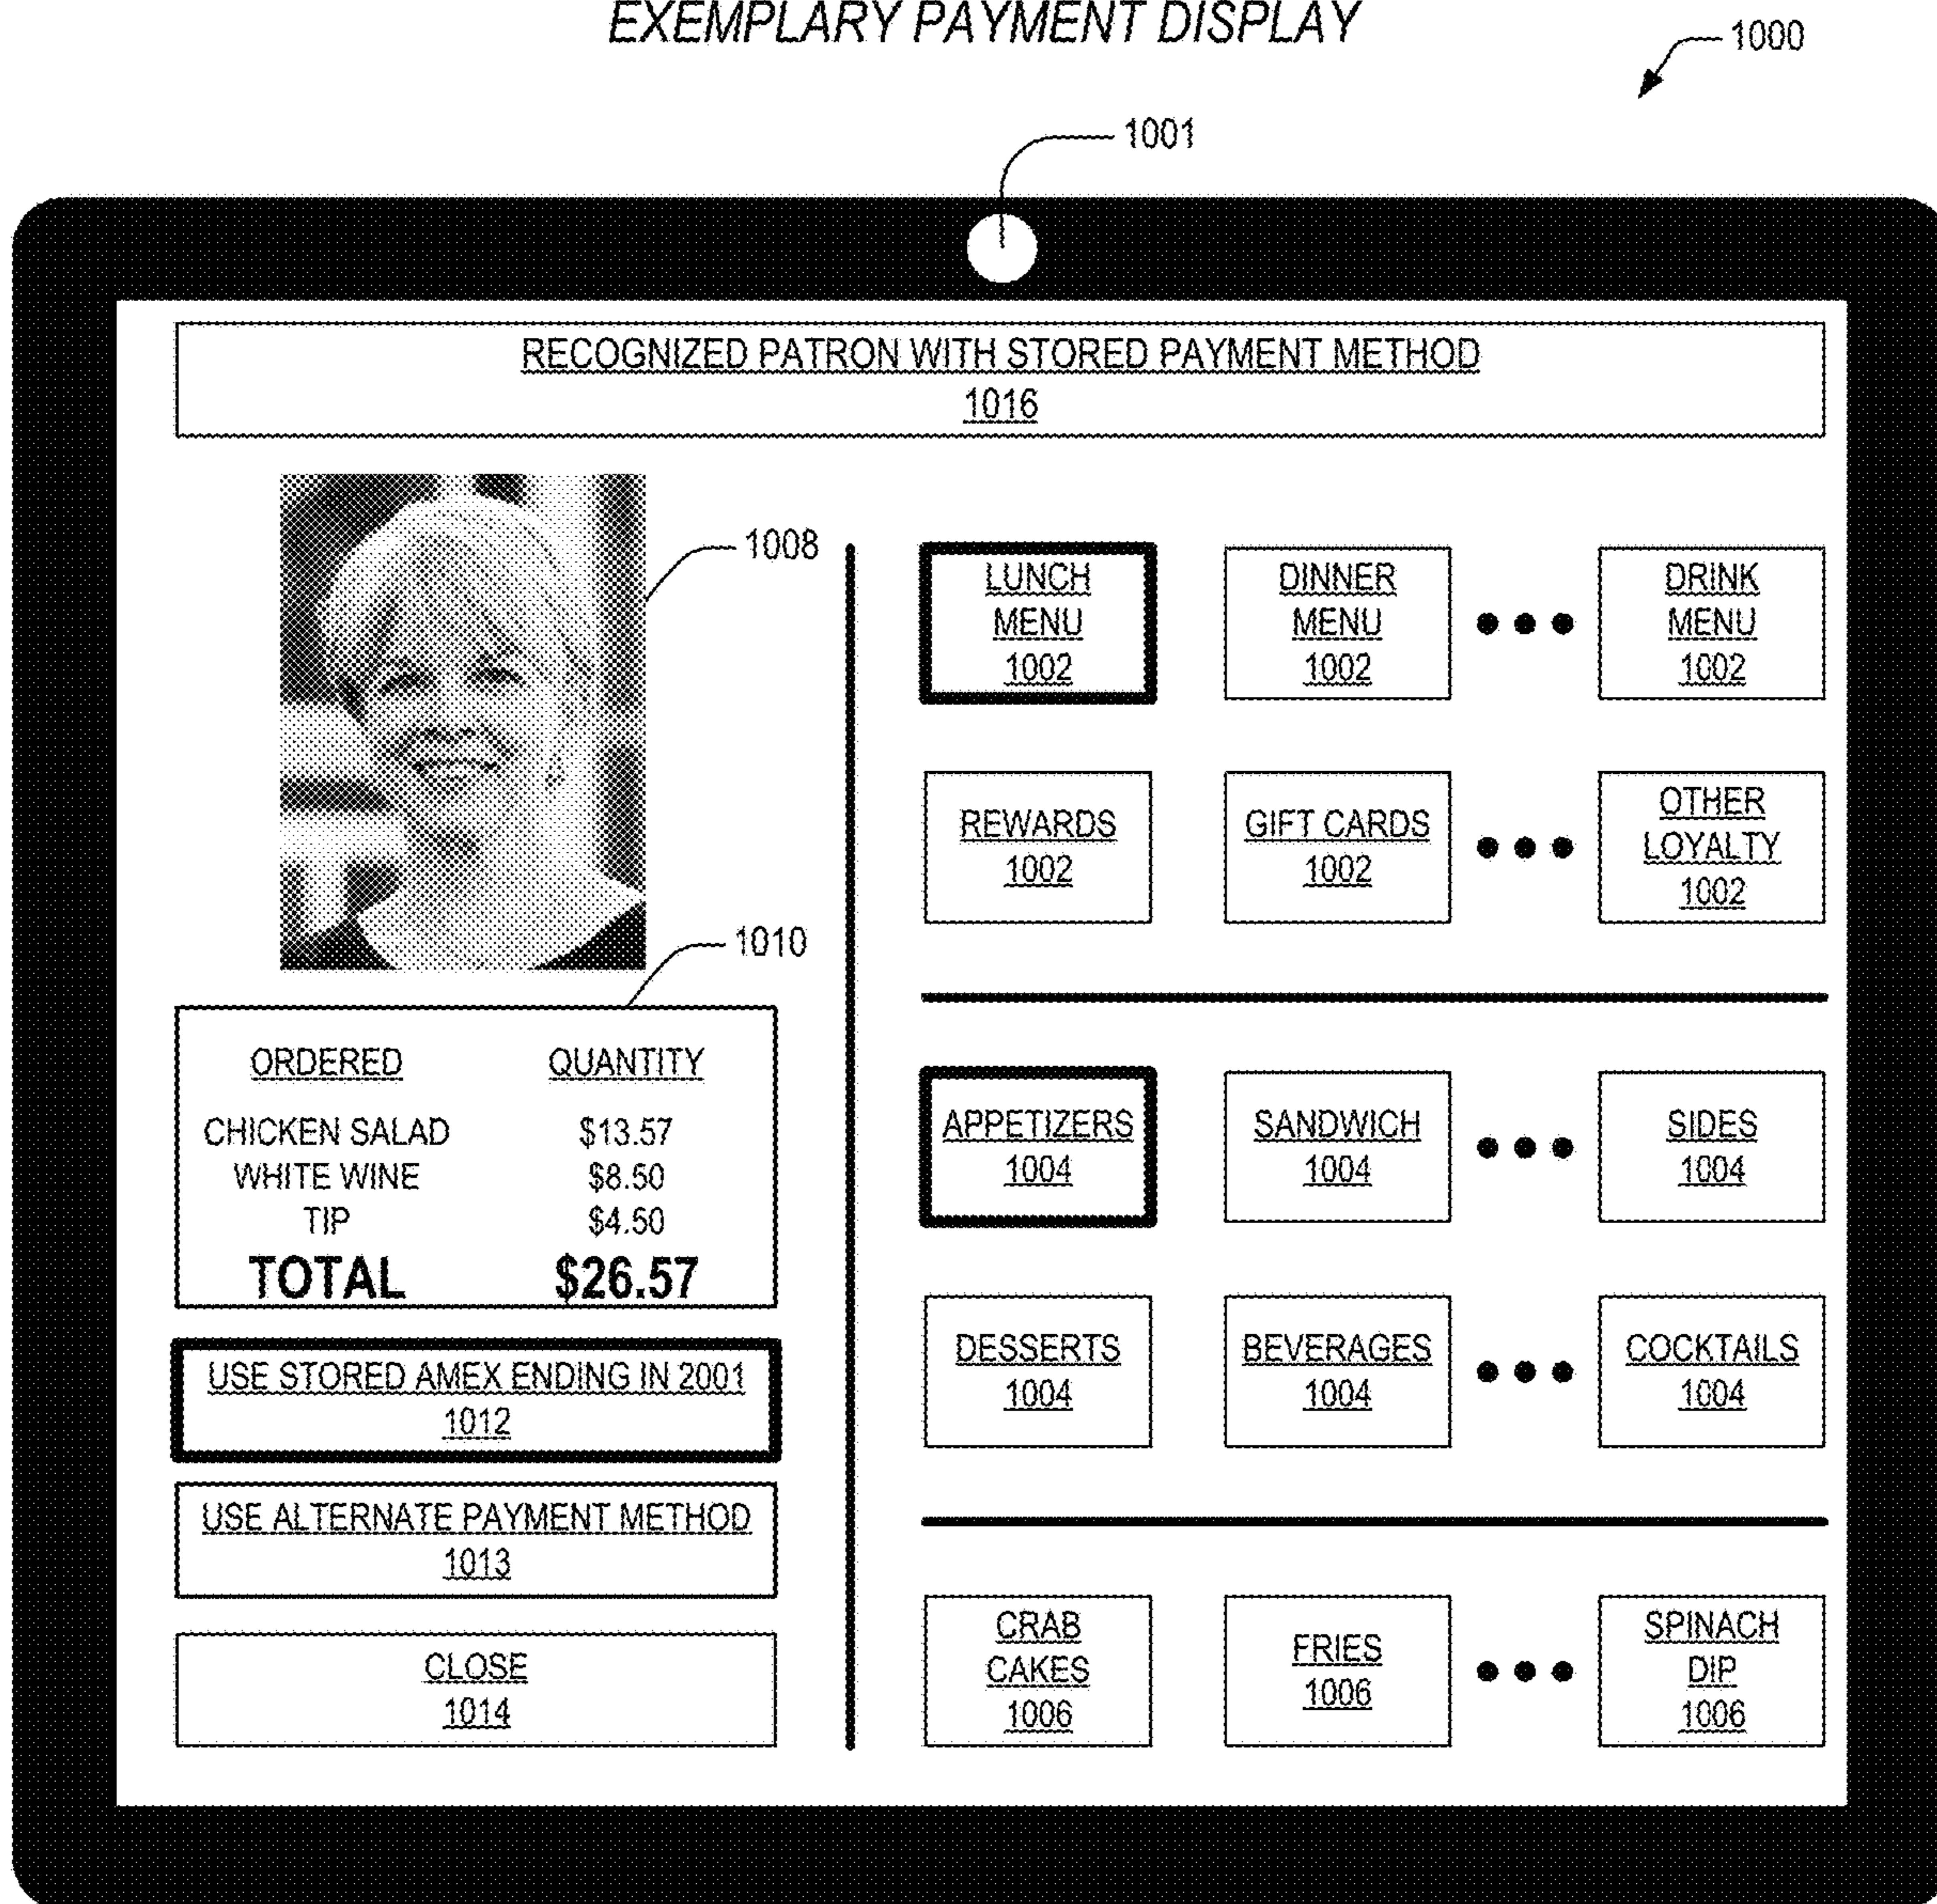 EXEMPLARY PAYMENT DISPLAY
1000
1001
RECOGNIZED PATRON WITH STORED PAYMENT METHOD
1016
1008
1010
ORDERED QUANTITY
CHICKEN SALAD $13.57
WHITE WINE $8.50
TIP $4.50
TOTAL $26.57
USE STORED AMEX ENDING IN 2001
1012
USE ALTERNATE PAYMENT METHOD
1013
CLOSE
1014
LUNCH
MENU
1002
DINNER
MENU
1002
DRINK
MENU
1002
REWARDS
1002
GIFT CARDS
1002
OTHER
LOYALTY
1002
APPETIZERS
1004
SANDWICH
1004
SIDES
1004
DESSERTS
1004
BEVERAGES
1004
COCKTAILS
1004
CRAB
CAKES
1006
FRIES
1006
SPINACH
DIP
1006